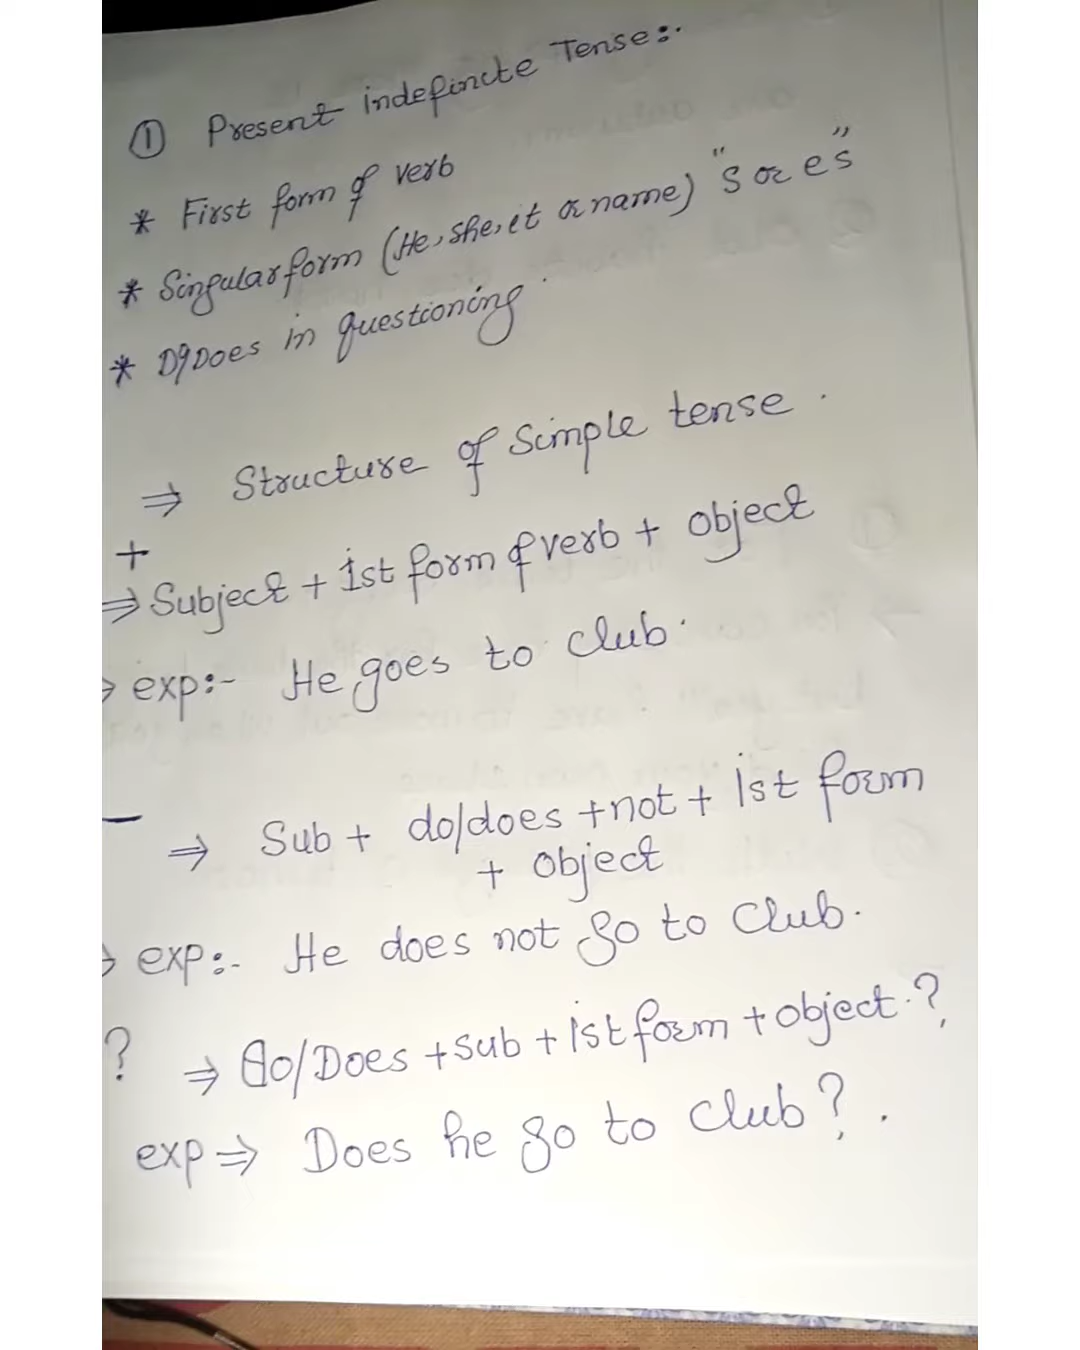 ① Present indefinite Tense:-
* First form of verb
* Singular form (He, she, it or name) "s or es"
* Do/Does in questioning
⇒ Structure of Simple tense.
+
⇒ Subject + 1st form of verb + object
→ exp:- He goes to club.
—
⇒ Sub + do/does + not + 1st form
+ object
→ exp:- He does not go to club.
? ⇒ Do/Does + sub + 1st form + object.?
exp ⇒ Does he go to club?.